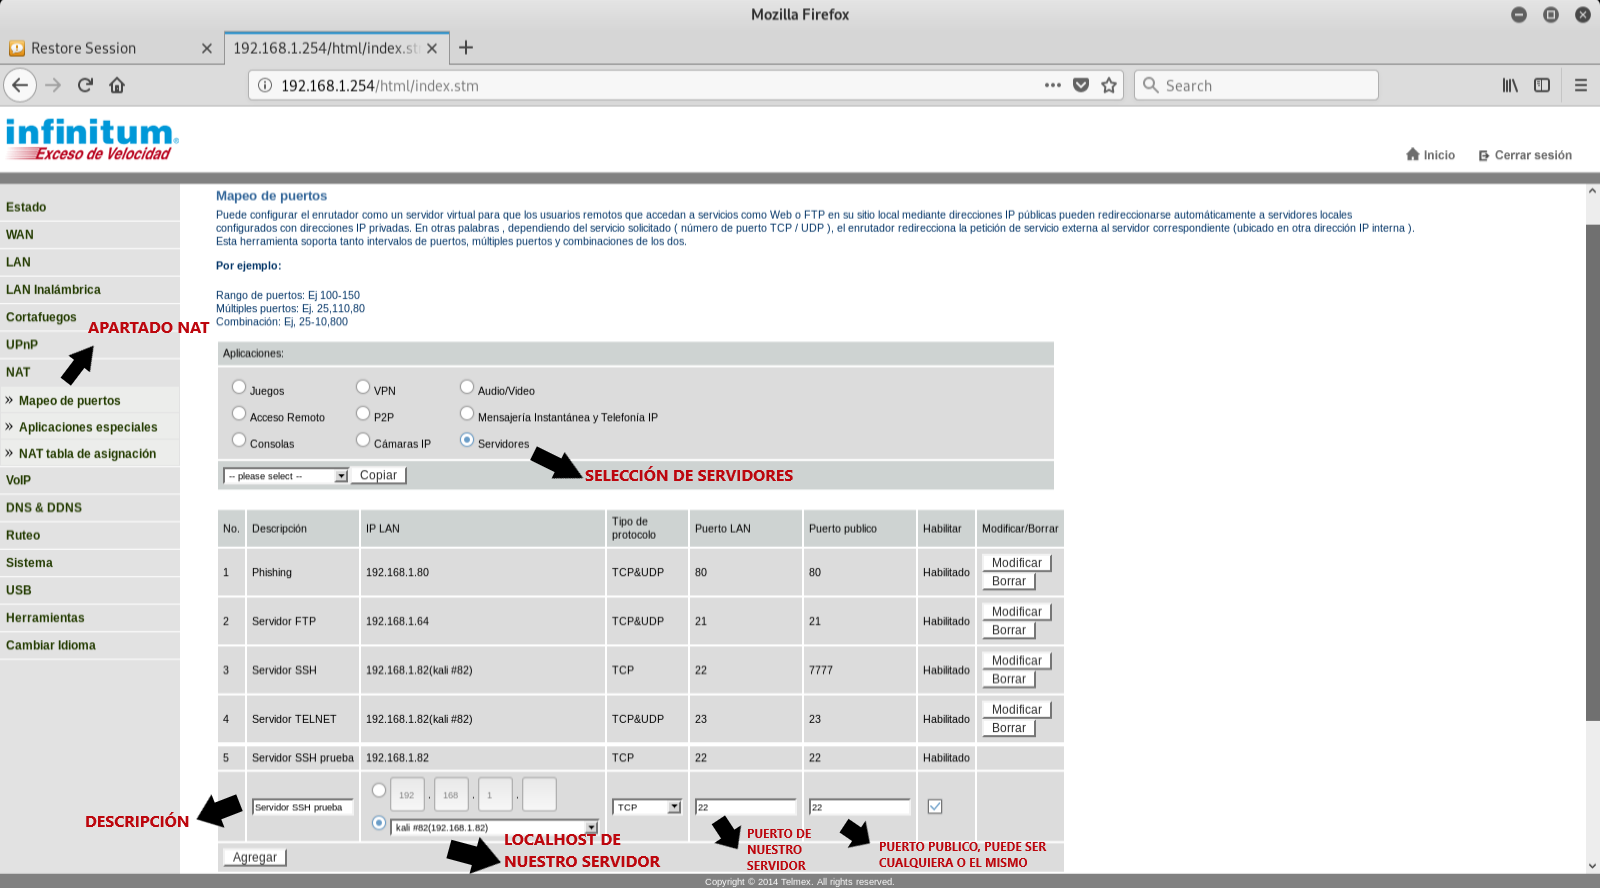 Mozilla Firefox
Restore Session
192.168.1.254/html/index.st
192.168.1.254/html/index.stm
Search
infinitum
Exceso de Velocidad
Inicio
Cerrar sesión
Estado
WAN
LAN
LAN Inalámbrica
Cortafuegos
UPnP
NAT
» Mapeo de puertos
» Aplicaciones especiales
» NAT tabla de asignación
VoIP
DNS & DDNS
Ruteo
Sistema
USB
Herramientas
Cambiar Idioma
APARTADO NAT
Mapeo de puertos
Puede configurar el enrutador como un servidor virtual para que los usuarios remotos que accedan a servicios como Web o FTP en su sitio local mediante direcciones IP públicas pueden redireccionarse automáticamente a servidores locales
configurados con direcciones IP privadas. En otras palabras , dependiendo del servicio solicitado ( número de puerto TCP / UDP ), el enrutador redirecciona la petición de servicio externa al servidor correspondiente (ubicado en otra dirección IP interna ).
Esta herramienta soporta tanto intervalos de puertos, múltiples puertos y combinaciones de los dos.
Por ejemplo:
Rango de puertos: Ej 100-150
Múltiples puertos: Ej. 25,110,80
Combinación: Ej, 25-10,800
Aplicaciones:
Juegos VPN Audio/Video
Acceso Remoto P2P Mensajería Instantánea y Telefonía IP
Consolas Cámaras IP Servidores
-- please select -- Copiar
SELECCIÓN DE SERVIDORES
No. Descripción IP LAN Tipo de protocolo Puerto LAN Puerto publico Habilitar Modificar/Borrar
1 Phishing 192.168.1.80 TCP&UDP 80 80 Habilitado Modificar
Borrar
2 Servidor FTP 192.168.1.64 TCP&UDP 21 21 Habilitado Modificar
Borrar
3 Servidor SSH 192.168.1.82(kali #82) TCP 22 7777 Habilitado Modificar
Borrar
4 Servidor TELNET 192.168.1.82(kali #82) TCP&UDP 23 23 Habilitado Modificar
Borrar
5 Servidor SSH prueba 192.168.1.82 TCP 22 22 Habilitado
192 . 168 . 1 .
Servidor SSH prueba TCP 22 22
kali #82(192.168.1.82)
DESCRIPCIÓN
LOCALHOST DE
NUESTRO SERVIDOR
PUERTO DE
NUESTRO
SERVIDOR
PUERTO PUBLICO, PUEDE SER
CUALQUIERA O EL MISMO
Agregar
Copyright © 2014 Telmex. All rights reserved.